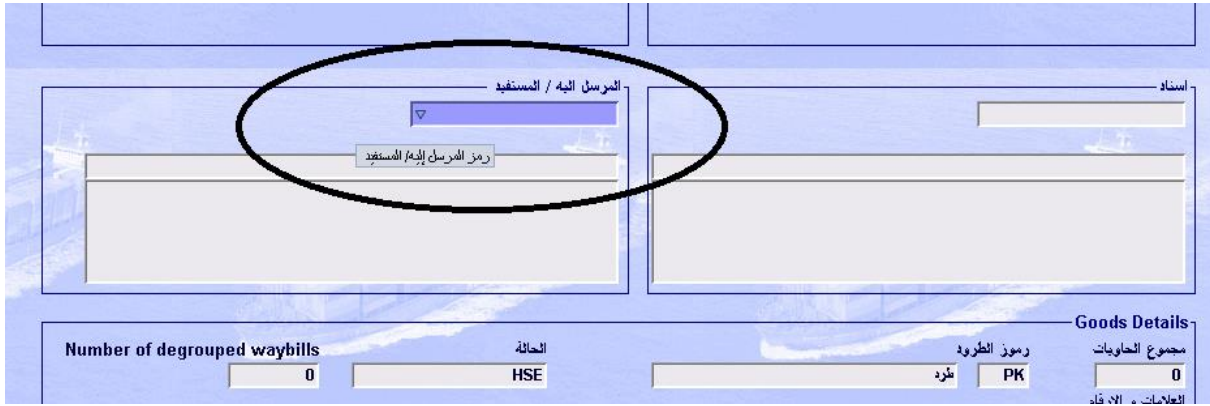 اسناد
المرسل اليه / المستفيد
رمز المرسل إليه/ المستفيد
Goods Details
مجموع الحاويات
رموز الطرود
الحالة
Number of degrouped waybills
0
PK
طرد
HSE
0
العلامات و الارقام